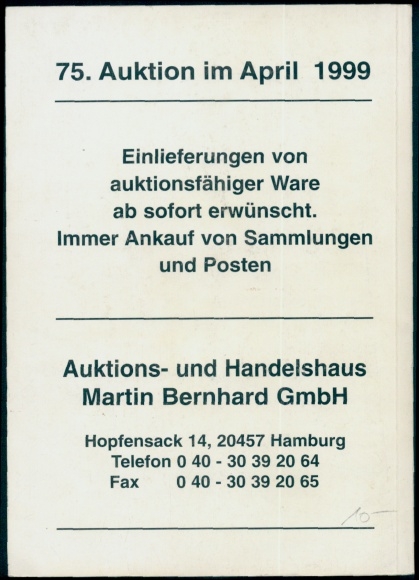 75. Auktion im April 1999
Einlieferungen von
auktionsfähiger Ware
ab sofort erwünscht.
Immer Ankauf von Sammlungen
und Posten
Auktions- und Handelshaus
Martin Bernhard GmbH
Hopfensack 14, 20457 Hamburg
Telefon 0 40 - 30 39 20 64
Fax 0 40 - 30 39 20 65
10-